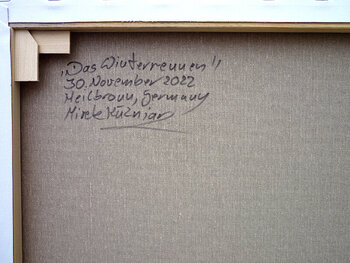 „Das Winterrennen"
30. November 2022
Heilbronn, Germany
Mirek Kuźniar